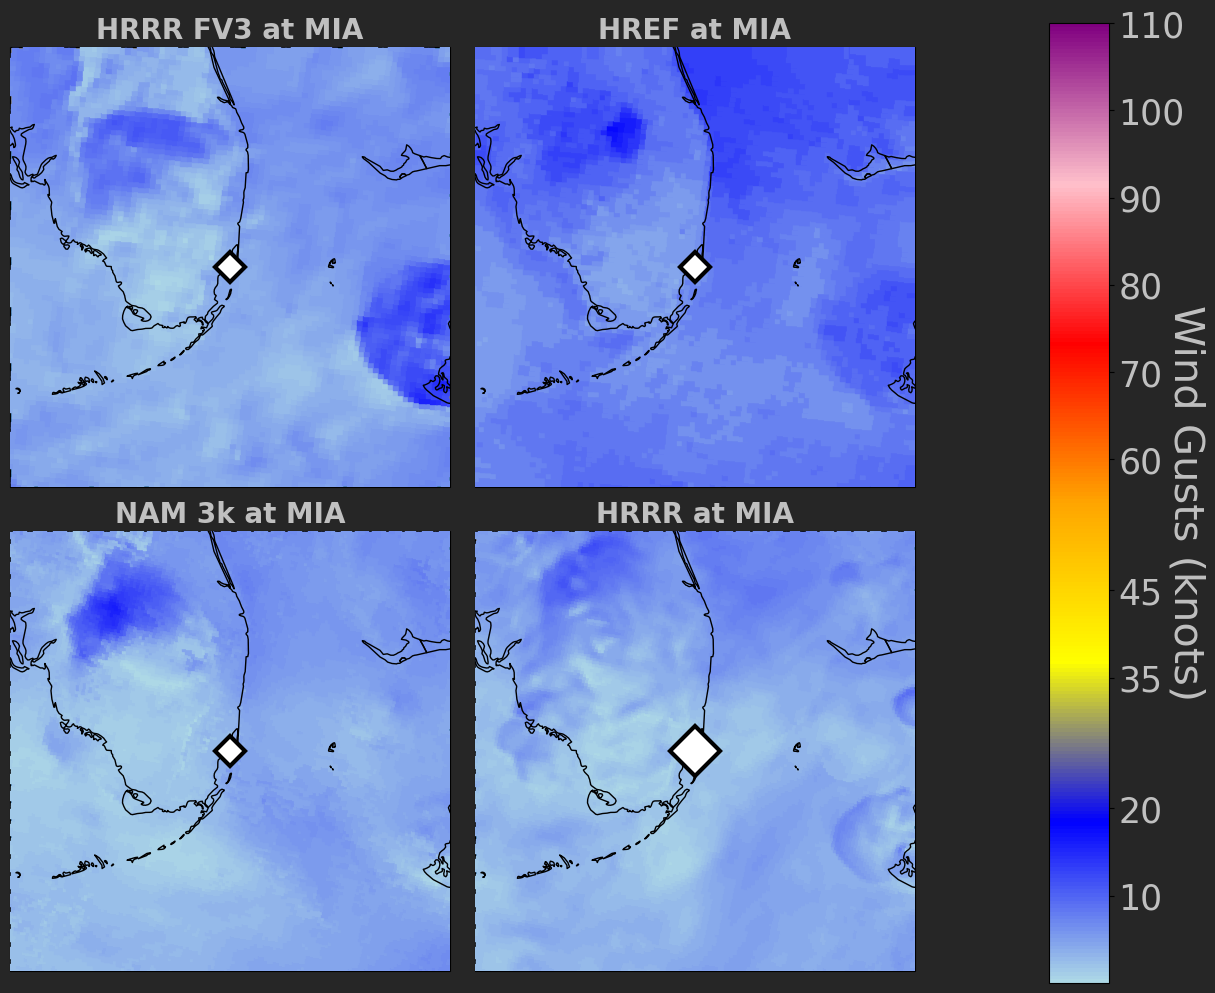 HRRR FV3 at MIA
HREF at MIA
NAM 3k at MIA
HRRR at MIA
110
100
90
80
70
60
45
35
20
10
Wind Gusts (knots)